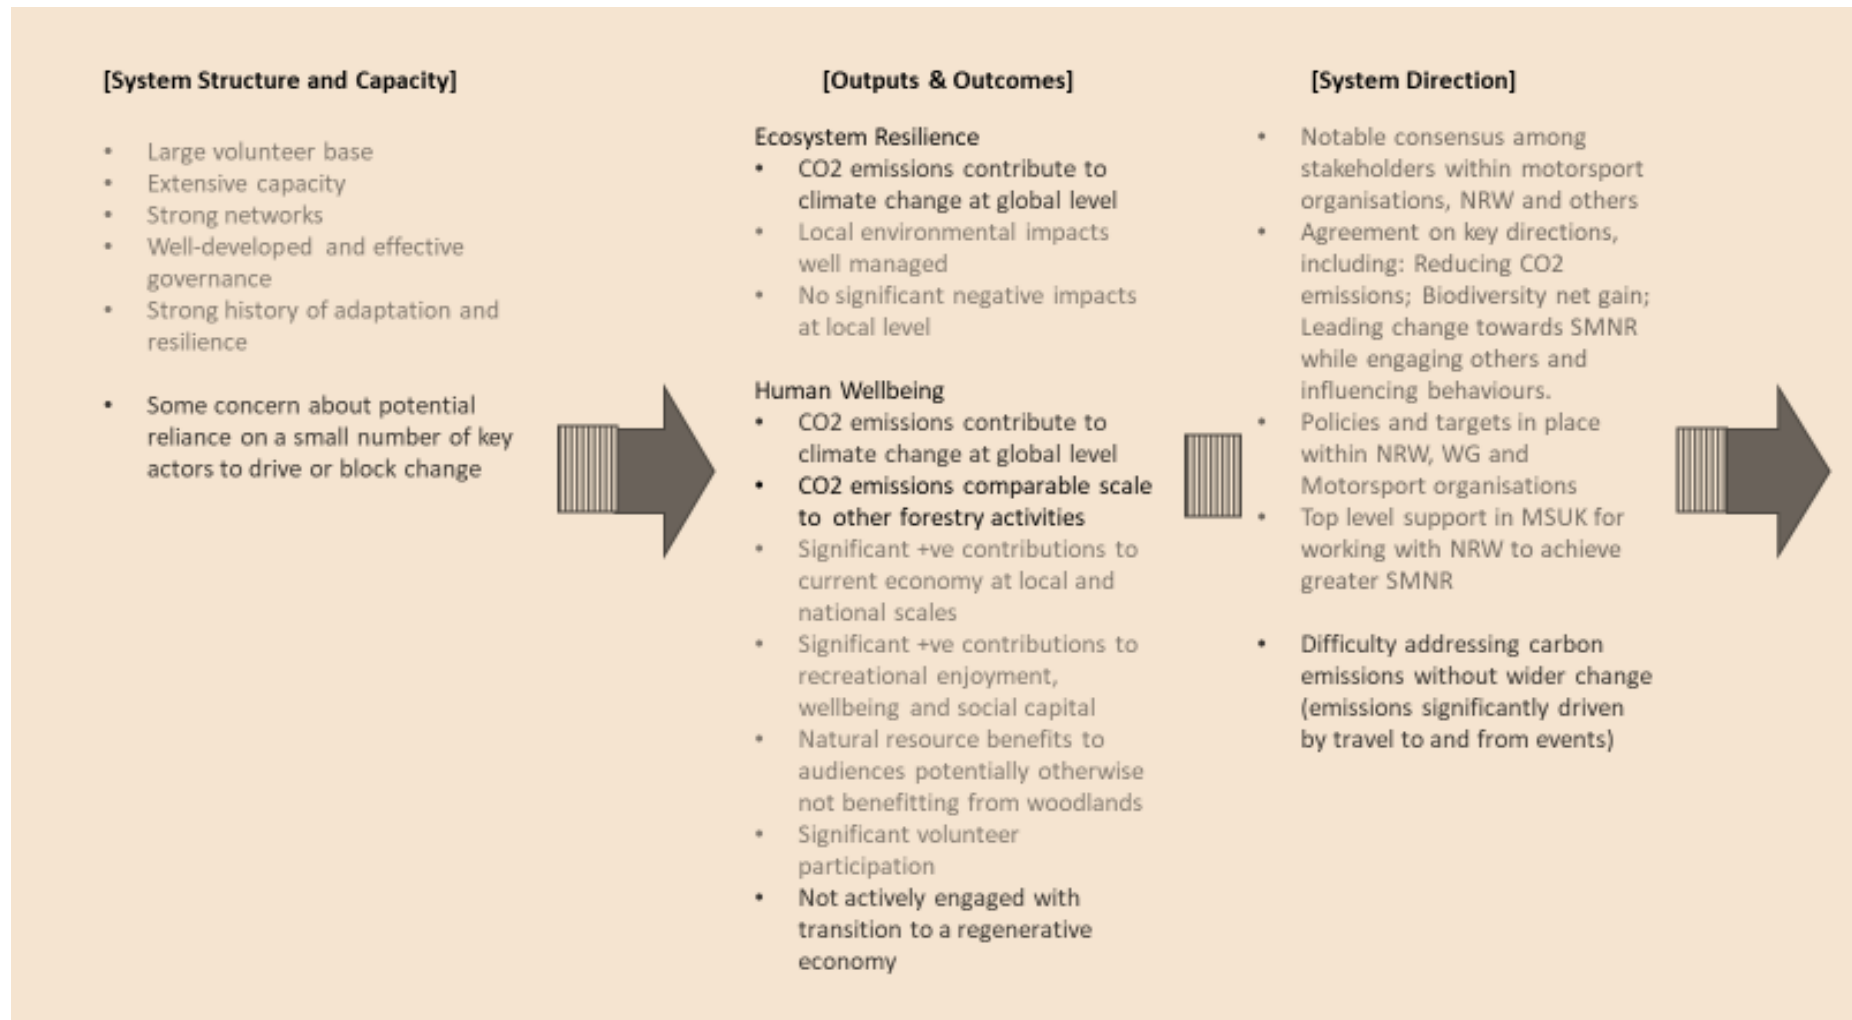 [System Structure and Capacity]
• Large volunteer base
• Extensive capacity
• Strong networks
• Well-developed and effective
governance
• Strong history of adaptation and
resilience
• Some concern about potential
reliance on a small number of key
actors to drive or block change
[Outputs & Outcomes]
Ecosystem Resilience
• CO2 emissions contribute to
climate change at global level
• Local environmental impacts
well managed
• No significant negative impacts
at local level
Human Wellbeing
• CO2 emissions contribute to
climate change at global level
• CO2 emissions comparable scale
to other forestry activities
• Significant +ve contributions to
current economy at local and
national scales
• Significant +ve contributions to
recreational enjoyment,
wellbeing and social capital
• Natural resource benefits to
audiences potentially otherwise
not benefitting from woodlands
• Significant volunteer
participation
• Not actively engaged with
transition to a regenerative
economy
[System Direction]
• Notable consensus among
stakeholders within motorsport
organisations, NRW and others
• Agreement on key directions,
including: Reducing CO2
emissions; Biodiversity net gain;
Leading change towards SMNR
while engaging others and
influencing behaviours.
• Policies and targets in place
within NRW, WG and
Motorsport organisations
• Top level support in MSUK for
working with NRW to achieve
greater SMNR
• Difficulty addressing carbon
emissions without wider change
(emissions significantly driven
by travel to and from events)